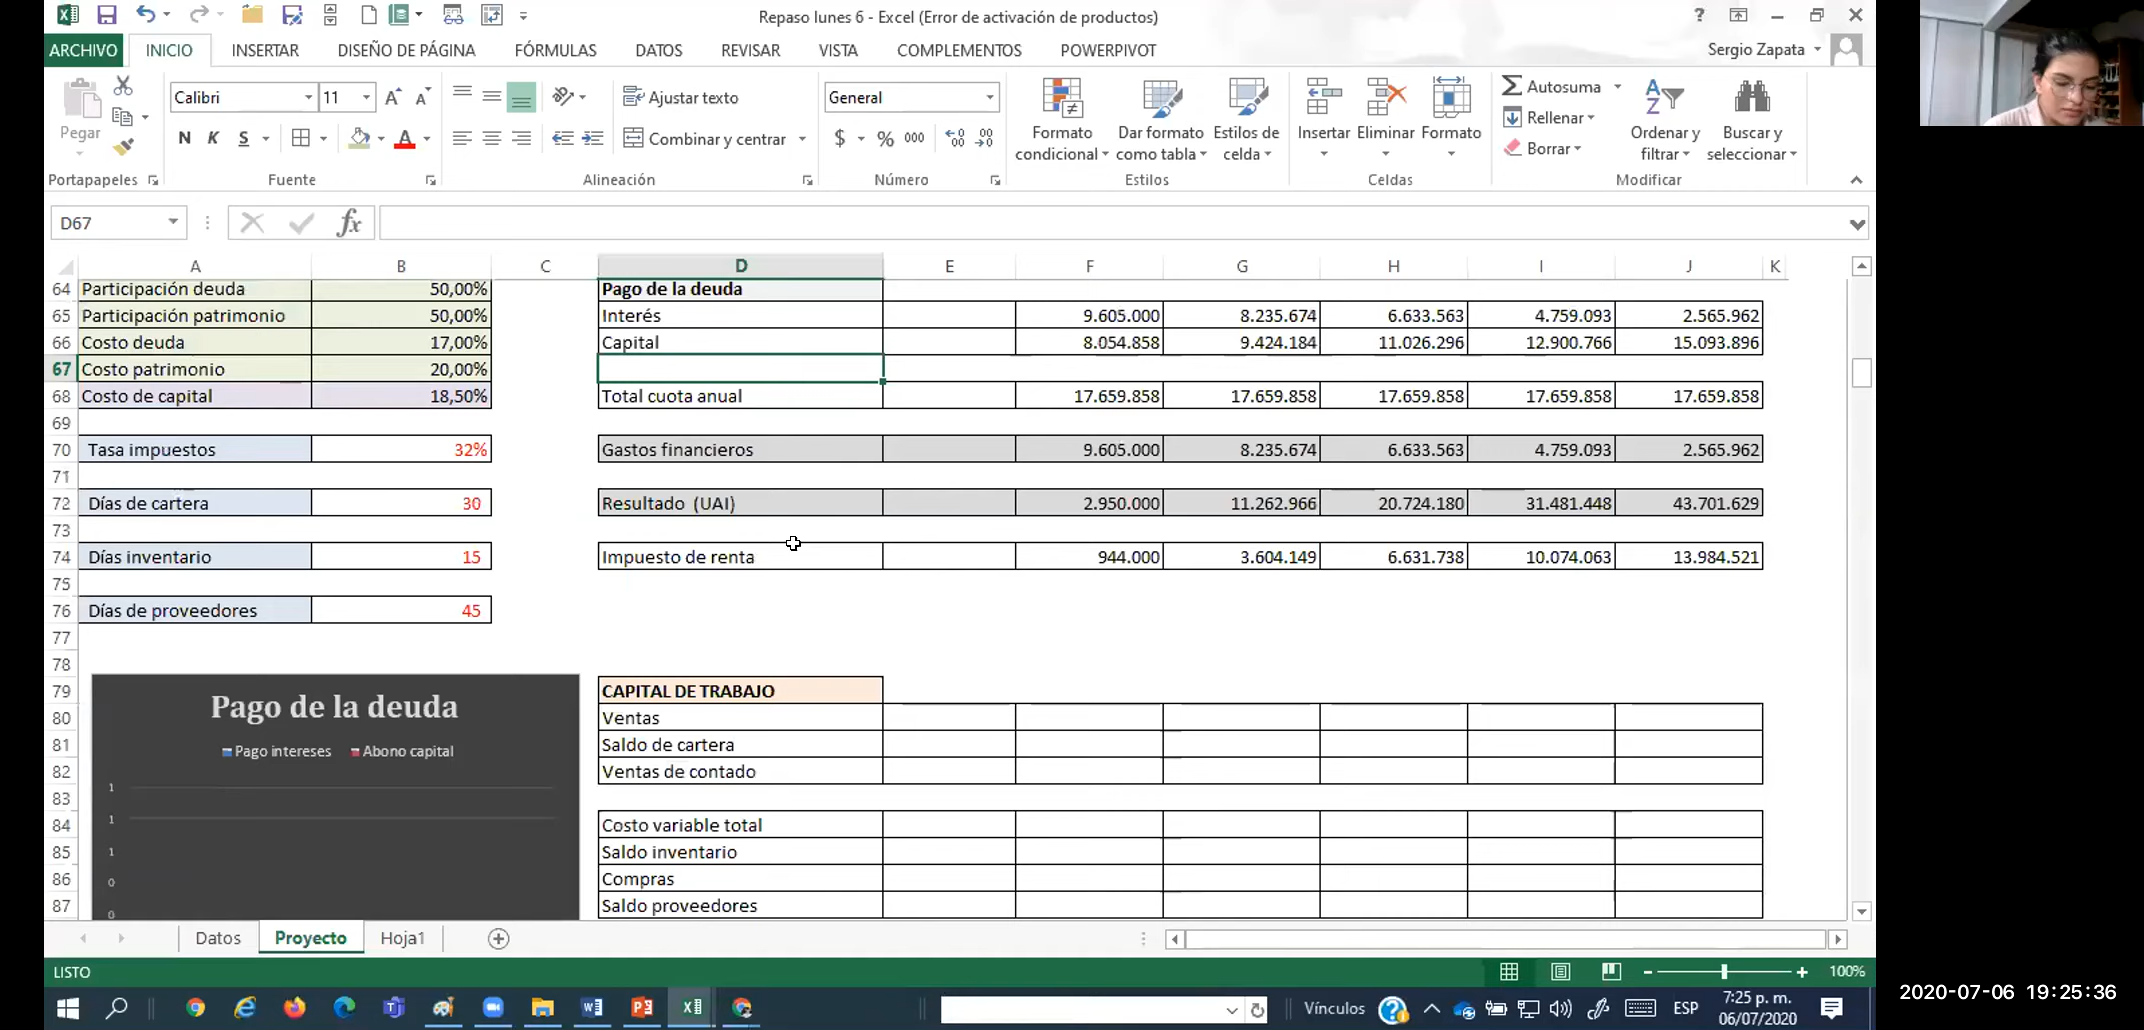 Repaso lunes 6 - Excel (Error de activación de productos)
ARCHIVO INICIO INSERTAR DISEÑO DE PÁGINA FÓRMULAS DATOS REVISAR VISTA COMPLEMENTOS POWERPIVOT Sergio Zapata
Pegar
Calibri 11
N K S
Ajustar texto
Combinar y centrar
General
$ % 000
Formato condicional
Dar formato como tabla
Estilos de celda
Insertar
Eliminar
Formato
Autosuma
Rellenar
Borrar
Ordenar y filtrar
Buscar y seleccionar
Portapapeles Fuente Alineación Número Estilos Celdas Modificar
D67 fx
A B C D E F G H I J K
64 Participación deuda 50,00% Pago de la deuda
65 Participación patrimonio 50,00% Interés 9.605.000 8.235.674 6.633.563 4.759.093 2.565.962
66 Costo deuda 17,00% Capital 8.054.858 9.424.184 11.026.296 12.900.766 15.093.896
67 Costo patrimonio 20,00%
68 Costo de capital 18,50% Total cuota anual 17.659.858 17.659.858 17.659.858 17.659.858 17.659.858
69
70 Tasa impuestos 32% Gastos financieros 9.605.000 8.235.674 6.633.563 4.759.093 2.565.962
71
72 Días de cartera 30 Resultado (UAI) 2.950.000 11.262.966 20.724.180 31.481.448 43.701.629
73
74 Días inventario 15 Impuesto de renta 944.000 3.604.149 6.631.738 10.074.063 13.984.521
75
76 Días de proveedores 45
77
78
79 CAPITAL DE TRABAJO
80 Ventas
81 Saldo de cartera
82 Ventas de contado
83
84 Costo variable total
85 Saldo inventario
86 Compras
87 Saldo proveedores
Pago de la deuda
Pago intereses Abono capital
1
1
1
0
0
Datos Proyecto Hoja1
LISTO 100%
Vínculos ESP 7:25 p. m.
06/07/2020
2020-07-06 19:25:36